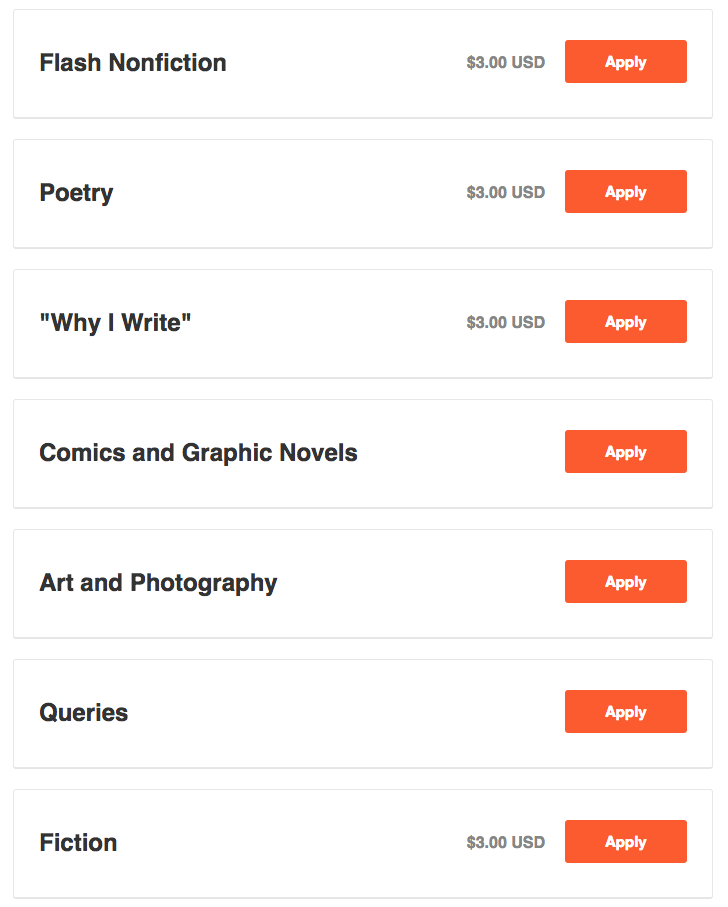 Flash Nonfiction $3.00 USD Apply
Poetry $3.00 USD Apply
"Why I Write" $3.00 USD Apply
Comics and Graphic Novels Apply
Art and Photography Apply
Queries Apply
Fiction $3.00 USD Apply